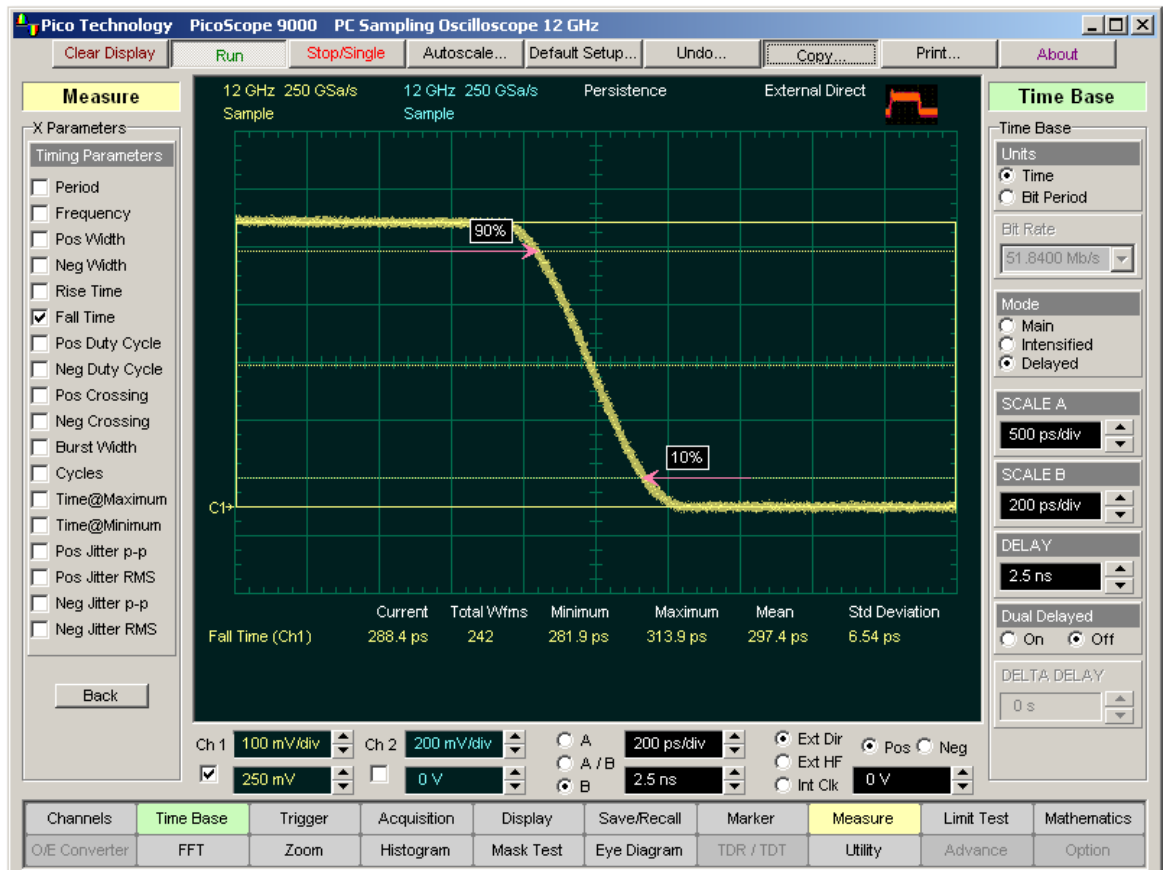 Pico Technology PicoScope 9000 PC Sampling Oscilloscope 12 GHz
Clear Display Run Stop/Single Autoscale... Default Setup... Undo... Copy... Print... About
Measure
X Parameters
Timing Parameters
Period
Frequency
Pos Width
Neg Width
Rise Time
Fall Time
Pos Duty Cycle
Neg Duty Cycle
Pos Crossing
Neg Crossing
Burst Width
Cycles
Time@Maximum
Time@Minimum
Pos Jitter p-p
Pos Jitter RMS
Neg Jitter p-p
Neg Jitter RMS
Back
12 GHz 250 GSa/s 12 GHz 250 GSa/s Persistence External Direct
Sample Sample
90%
10%
C1
Current Total Wfms Minimum Maximum Mean Std Deviation
Fall Time (Ch1) 288.4 ps 242 281.9 ps 313.9 ps 297.4 ps 6.54 ps
Time Base
Time Base
Units
Time
Bit Period
Bit Rate
51.8400 Mb/s
Mode
Main
Intensified
Delayed
SCALE A
500 ps/div
SCALE B
200 ps/div
DELAY
2.5 ns
Dual Delayed
On Off
DELTA DELAY
0 s
Ch 1 100 mV/div Ch 2 200 mV/div A 200 ps/div Ext Dir Pos Neg
A / B Ext HF
250 mV 0 V B 2.5 ns Int Clk 0 V
Channels Time Base Trigger Acquisition Display Save/Recall Marker Measure Limit Test Mathematics
O/E Converter FFT Zoom Histogram Mask Test Eye Diagram TDR / TDT Utility Advance Option